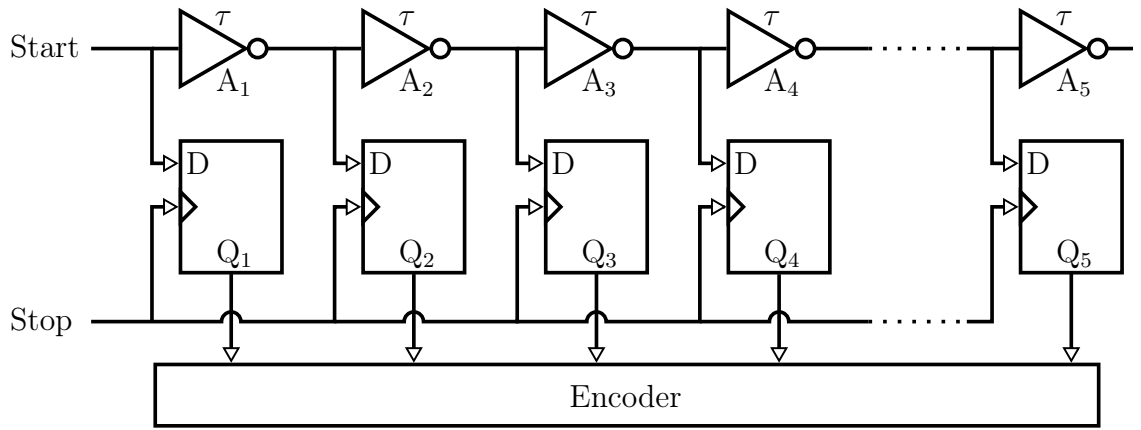 τ τ τ τ τ
Start
A₁ A₂ A₃ A₄ A₅
D D D D D
Q₁ Q₂ Q₃ Q₄ Q₅
Stop
Encoder